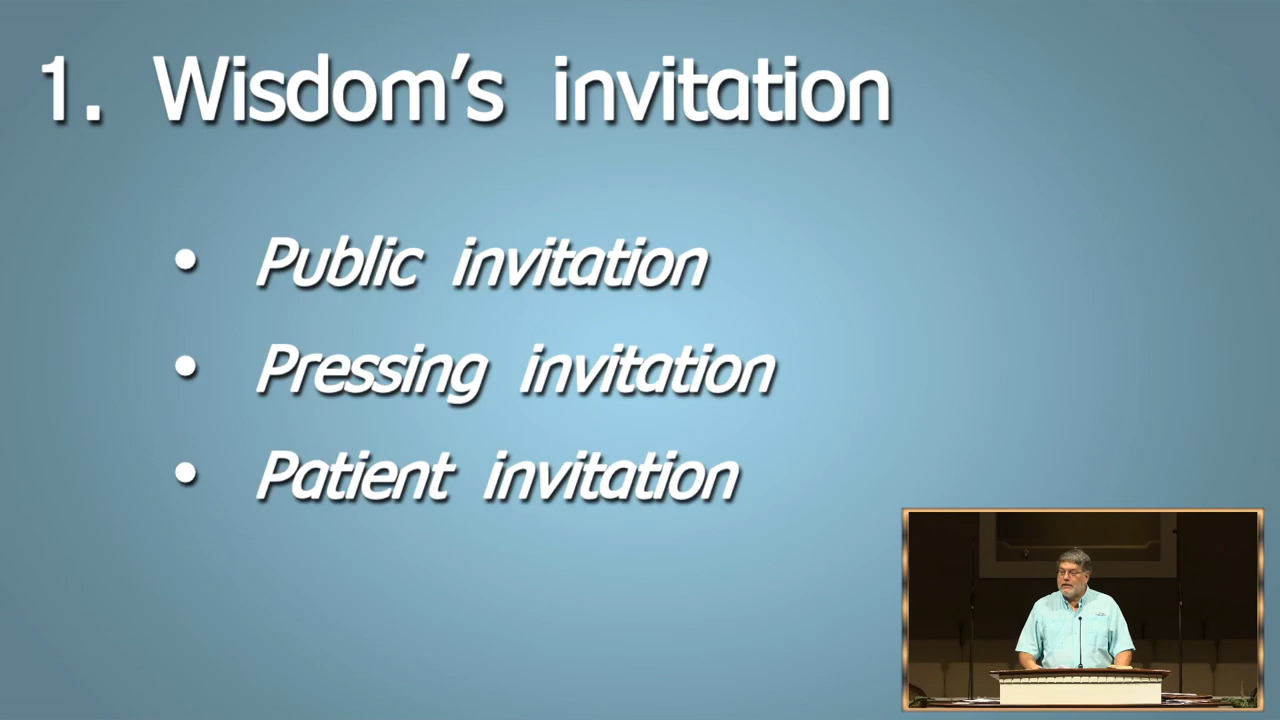 1. Wisdom's invitation
• Public invitation
• Pressing invitation
• Patient invitation